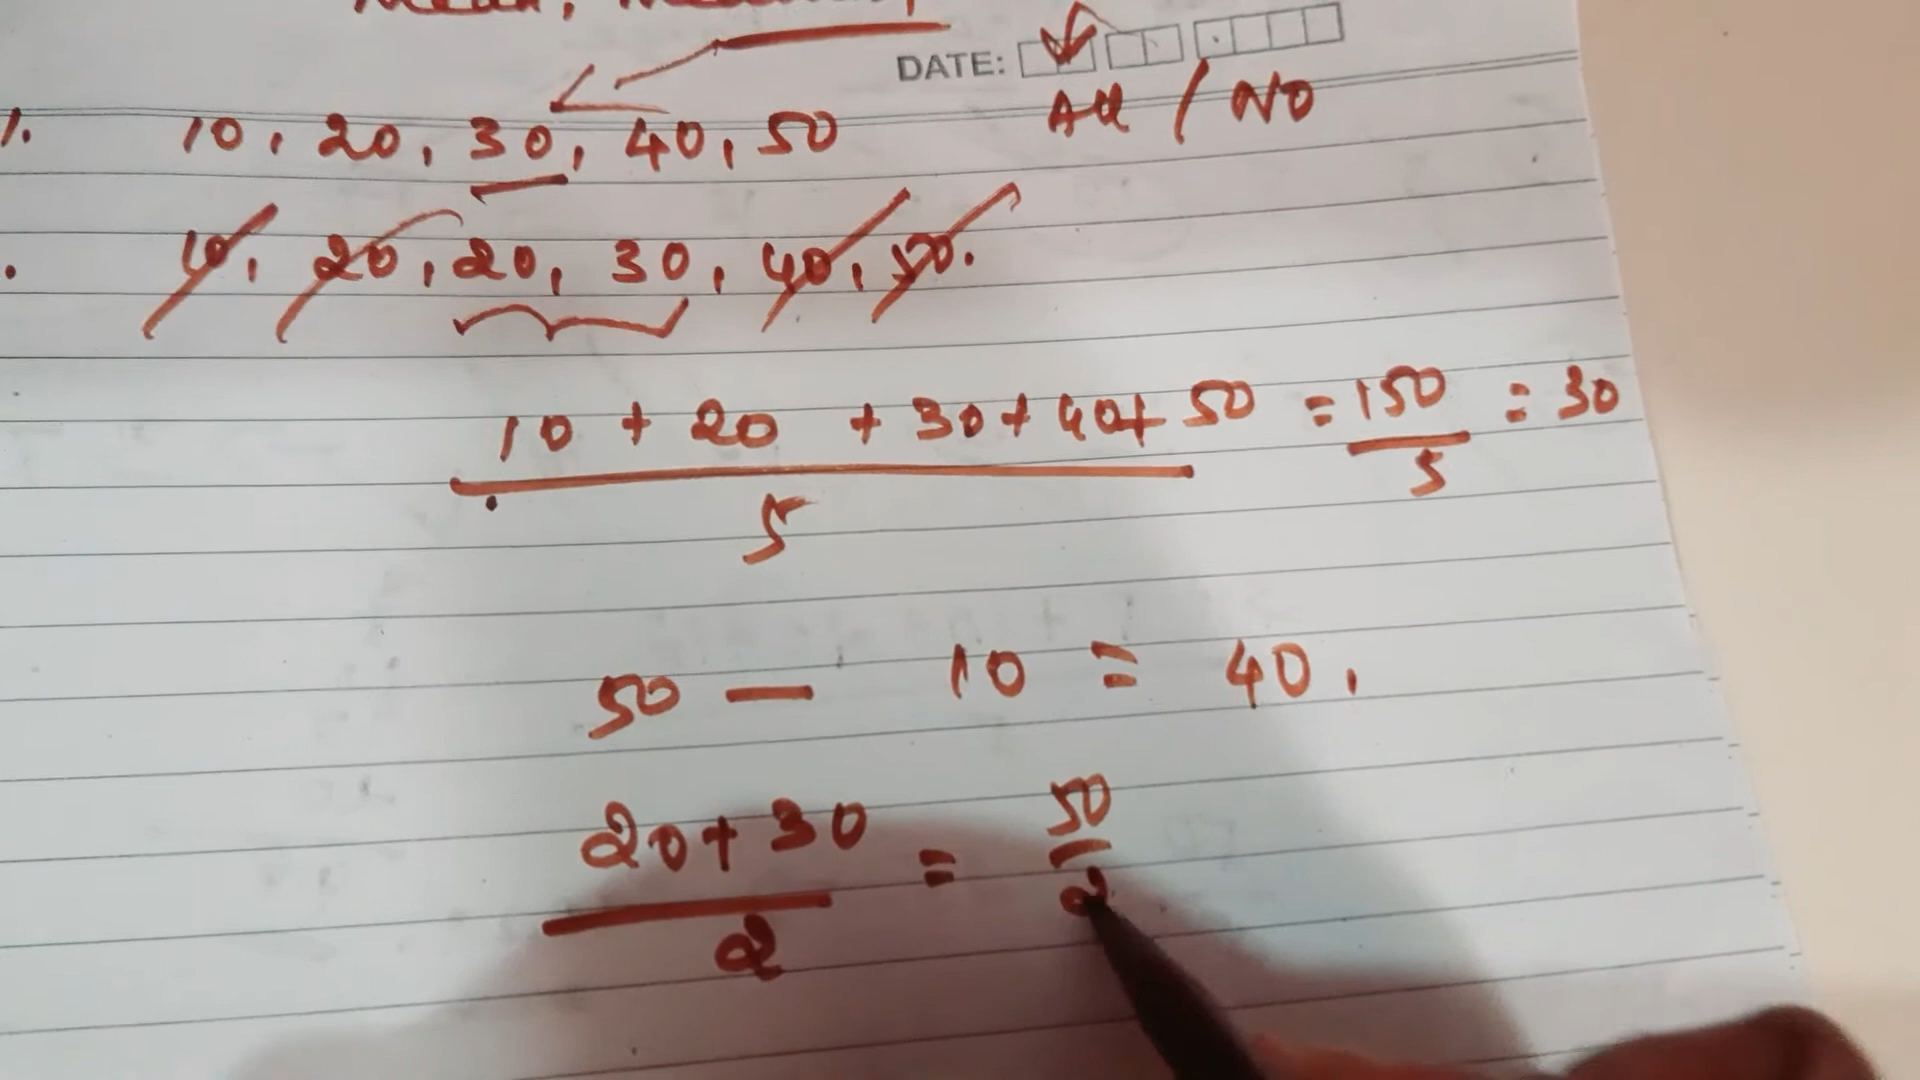 DATE:
All / NO
1. 10, 20, 30, 40, 50
. 10, 20, 20, 30, 40, 50.
10 + 20 + 30 + 40 + 50 = 150 : 30
5 5
50 — 10 = 40.
20 + 30 = 50
2 2